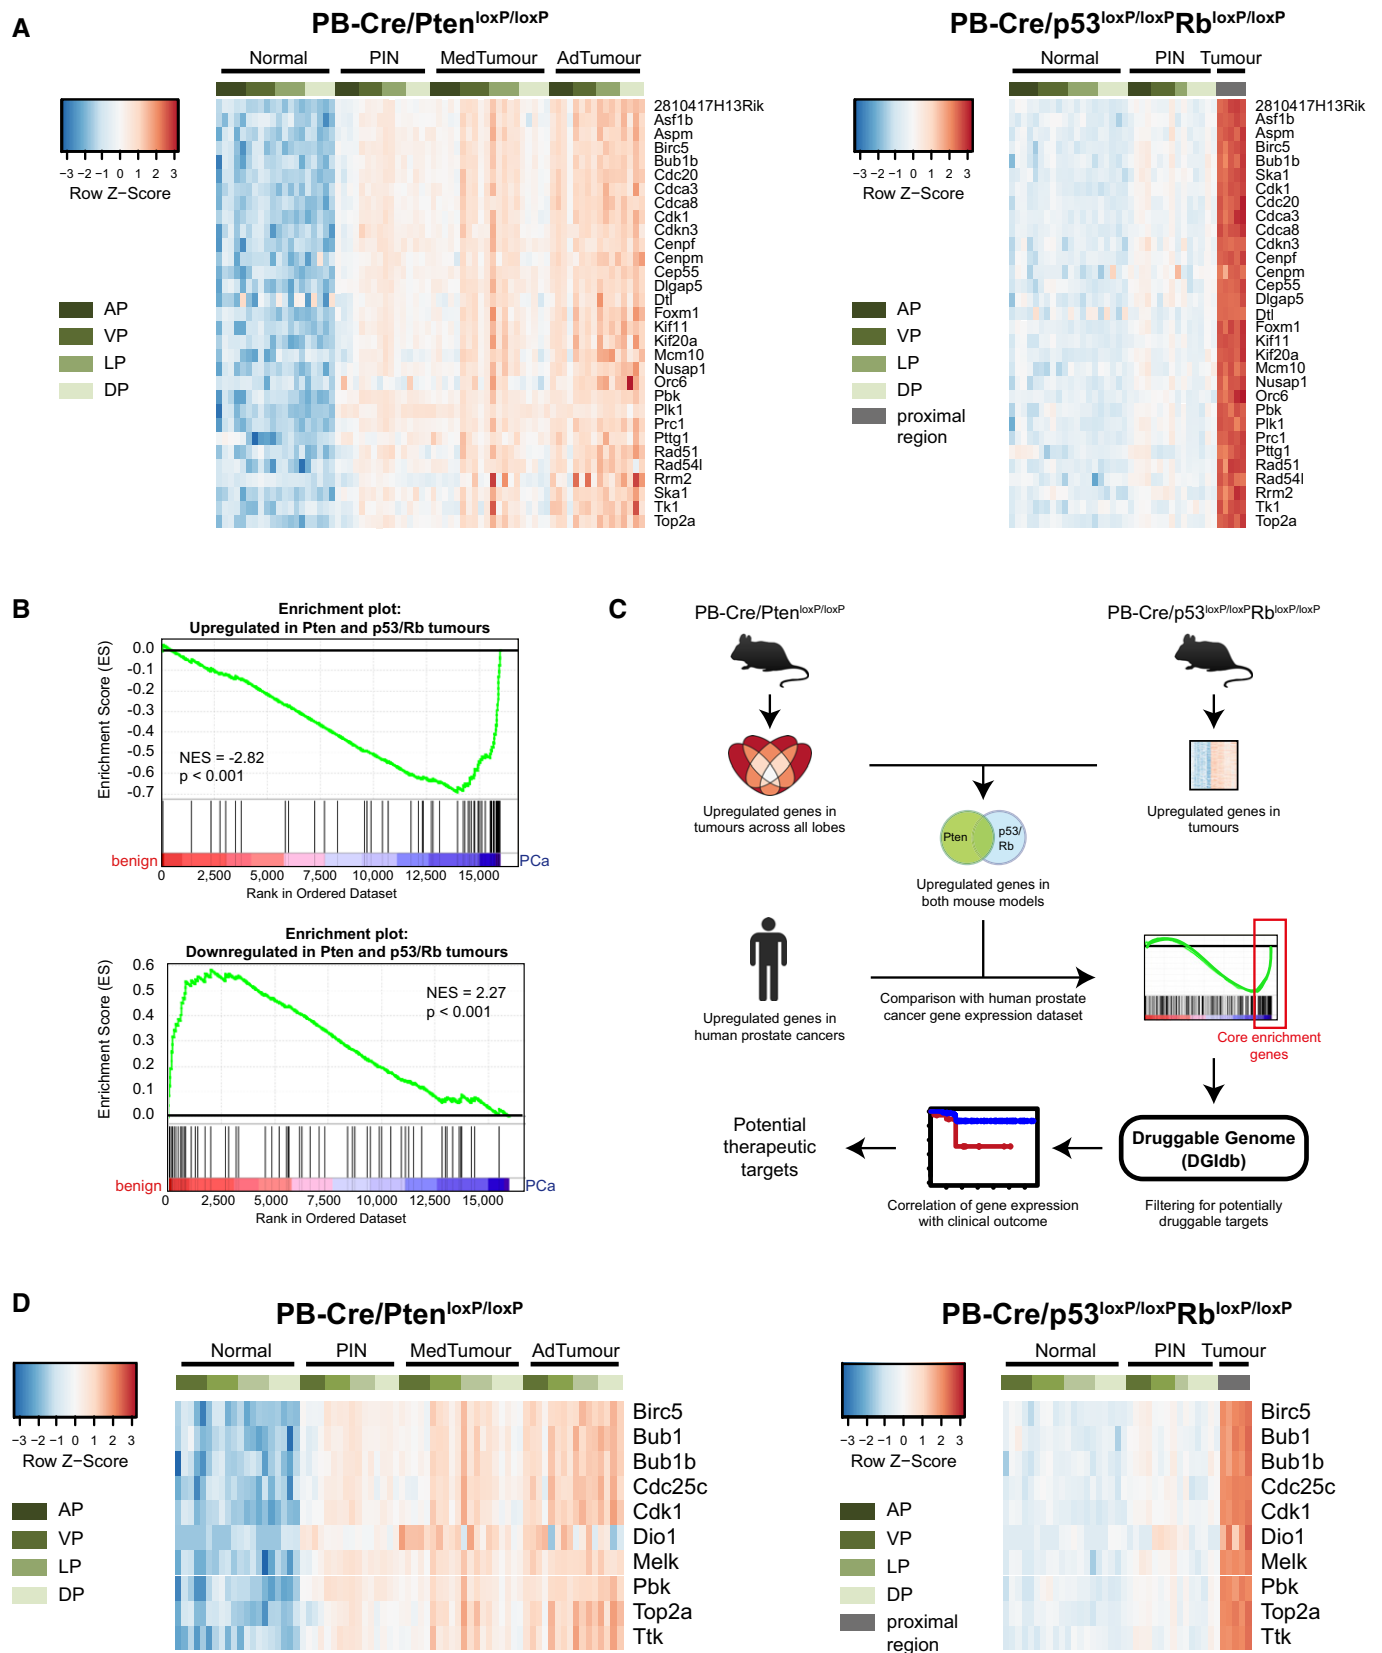 A
PB-Cre/Pten loxP/loxP
Normal PIN MedTumour AdTumour
−3 −2 −1 0 1 2 3
Row Z−Score
AP
VP
LP
DP
2810417H13Rik
Asf1b
Aspm
Birc5
Bub1b
Cdc20
Cdca3
Cdca8
Cdk1
Cdkn3
Cenpf
Cenpm
Cep55
Dlgap5
Dtl
Foxm1
Kif11
Kif20a
Mcm10
Nusap1
Orc6
Pbk
Plk1
Prc1
Pttg1
Rad51
Rad54l
Rrm2
Ska1
Tk1
Top2a
PB-Cre/p53 loxP/loxP Rb loxP/loxP
Normal PIN Tumour
−3 −2 −1 0 1 2 3
Row Z−Score
AP
VP
LP
DP
proximal
region
2810417H13Rik
Asf1b
Aspm
Birc5
Bub1b
Ska1
Cdk1
Cdc20
Cdca3
Cdca8
Cdkn3
Cenpf
Cenpm
Cep55
Dlgap5
Dtl
Foxm1
Kif11
Kif20a
Mcm10
Nusap1
Orc6
Pbk
Plk1
Prc1
Pttg1
Rad51
Rad54l
Rrm2
Tk1
Top2a
B
Enrichment plot:
Upregulated in Pten and p53/Rb tumours
Enrichment Score (ES)
0.0
-0.1
-0.2
-0.3
-0.4
-0.5
-0.6
-0.7
NES = -2.82
p < 0.001
benign PCa
0 2,500 5,000 7,500 10,000 12,500 15,000
Rank in Ordered Dataset
Enrichment plot:
Downregulated in Pten and p53/Rb tumours
Enrichment Score (ES)
0.6
0.5
0.4
0.3
0.2
0.1
0.0
NES = 2.27
p < 0.001
benign PCa
0 2,500 5,000 7,500 10,000 12,500 15,000
Rank in Ordered Dataset
C
PB-Cre/Pten loxP/loxP
PB-Cre/p53 loxP/loxP Rb loxP/loxP
Upregulated genes in
tumours across all lobes
Upregulated genes in
tumours
Pten
p53/
Rb
Upregulated genes in
both mouse models
Upregulated genes in
human prostate cancers
Comparison with human prostate
cancer gene expression dataset
Core enrichment
genes
Druggable Genome
(DGIdb)
Filtering for potentially
druggable targets
Correlation of gene expression
with clinical outcome
Potential
therapeutic
targets
D
PB-Cre/Pten loxP/loxP
Normal PIN MedTumour AdTumour
−3 −2 −1 0 1 2 3
Row Z−Score
AP
VP
LP
DP
Birc5
Bub1
Bub1b
Cdc25c
Cdk1
Dio1
Melk
Pbk
Top2a
Ttk
PB-Cre/p53 loxP/loxP Rb loxP/loxP
Normal PIN Tumour
−3 −2 −1 0 1 2 3
Row Z−Score
AP
VP
LP
DP
proximal
region
Birc5
Bub1
Bub1b
Cdc25c
Cdk1
Dio1
Melk
Pbk
Top2a
Ttk